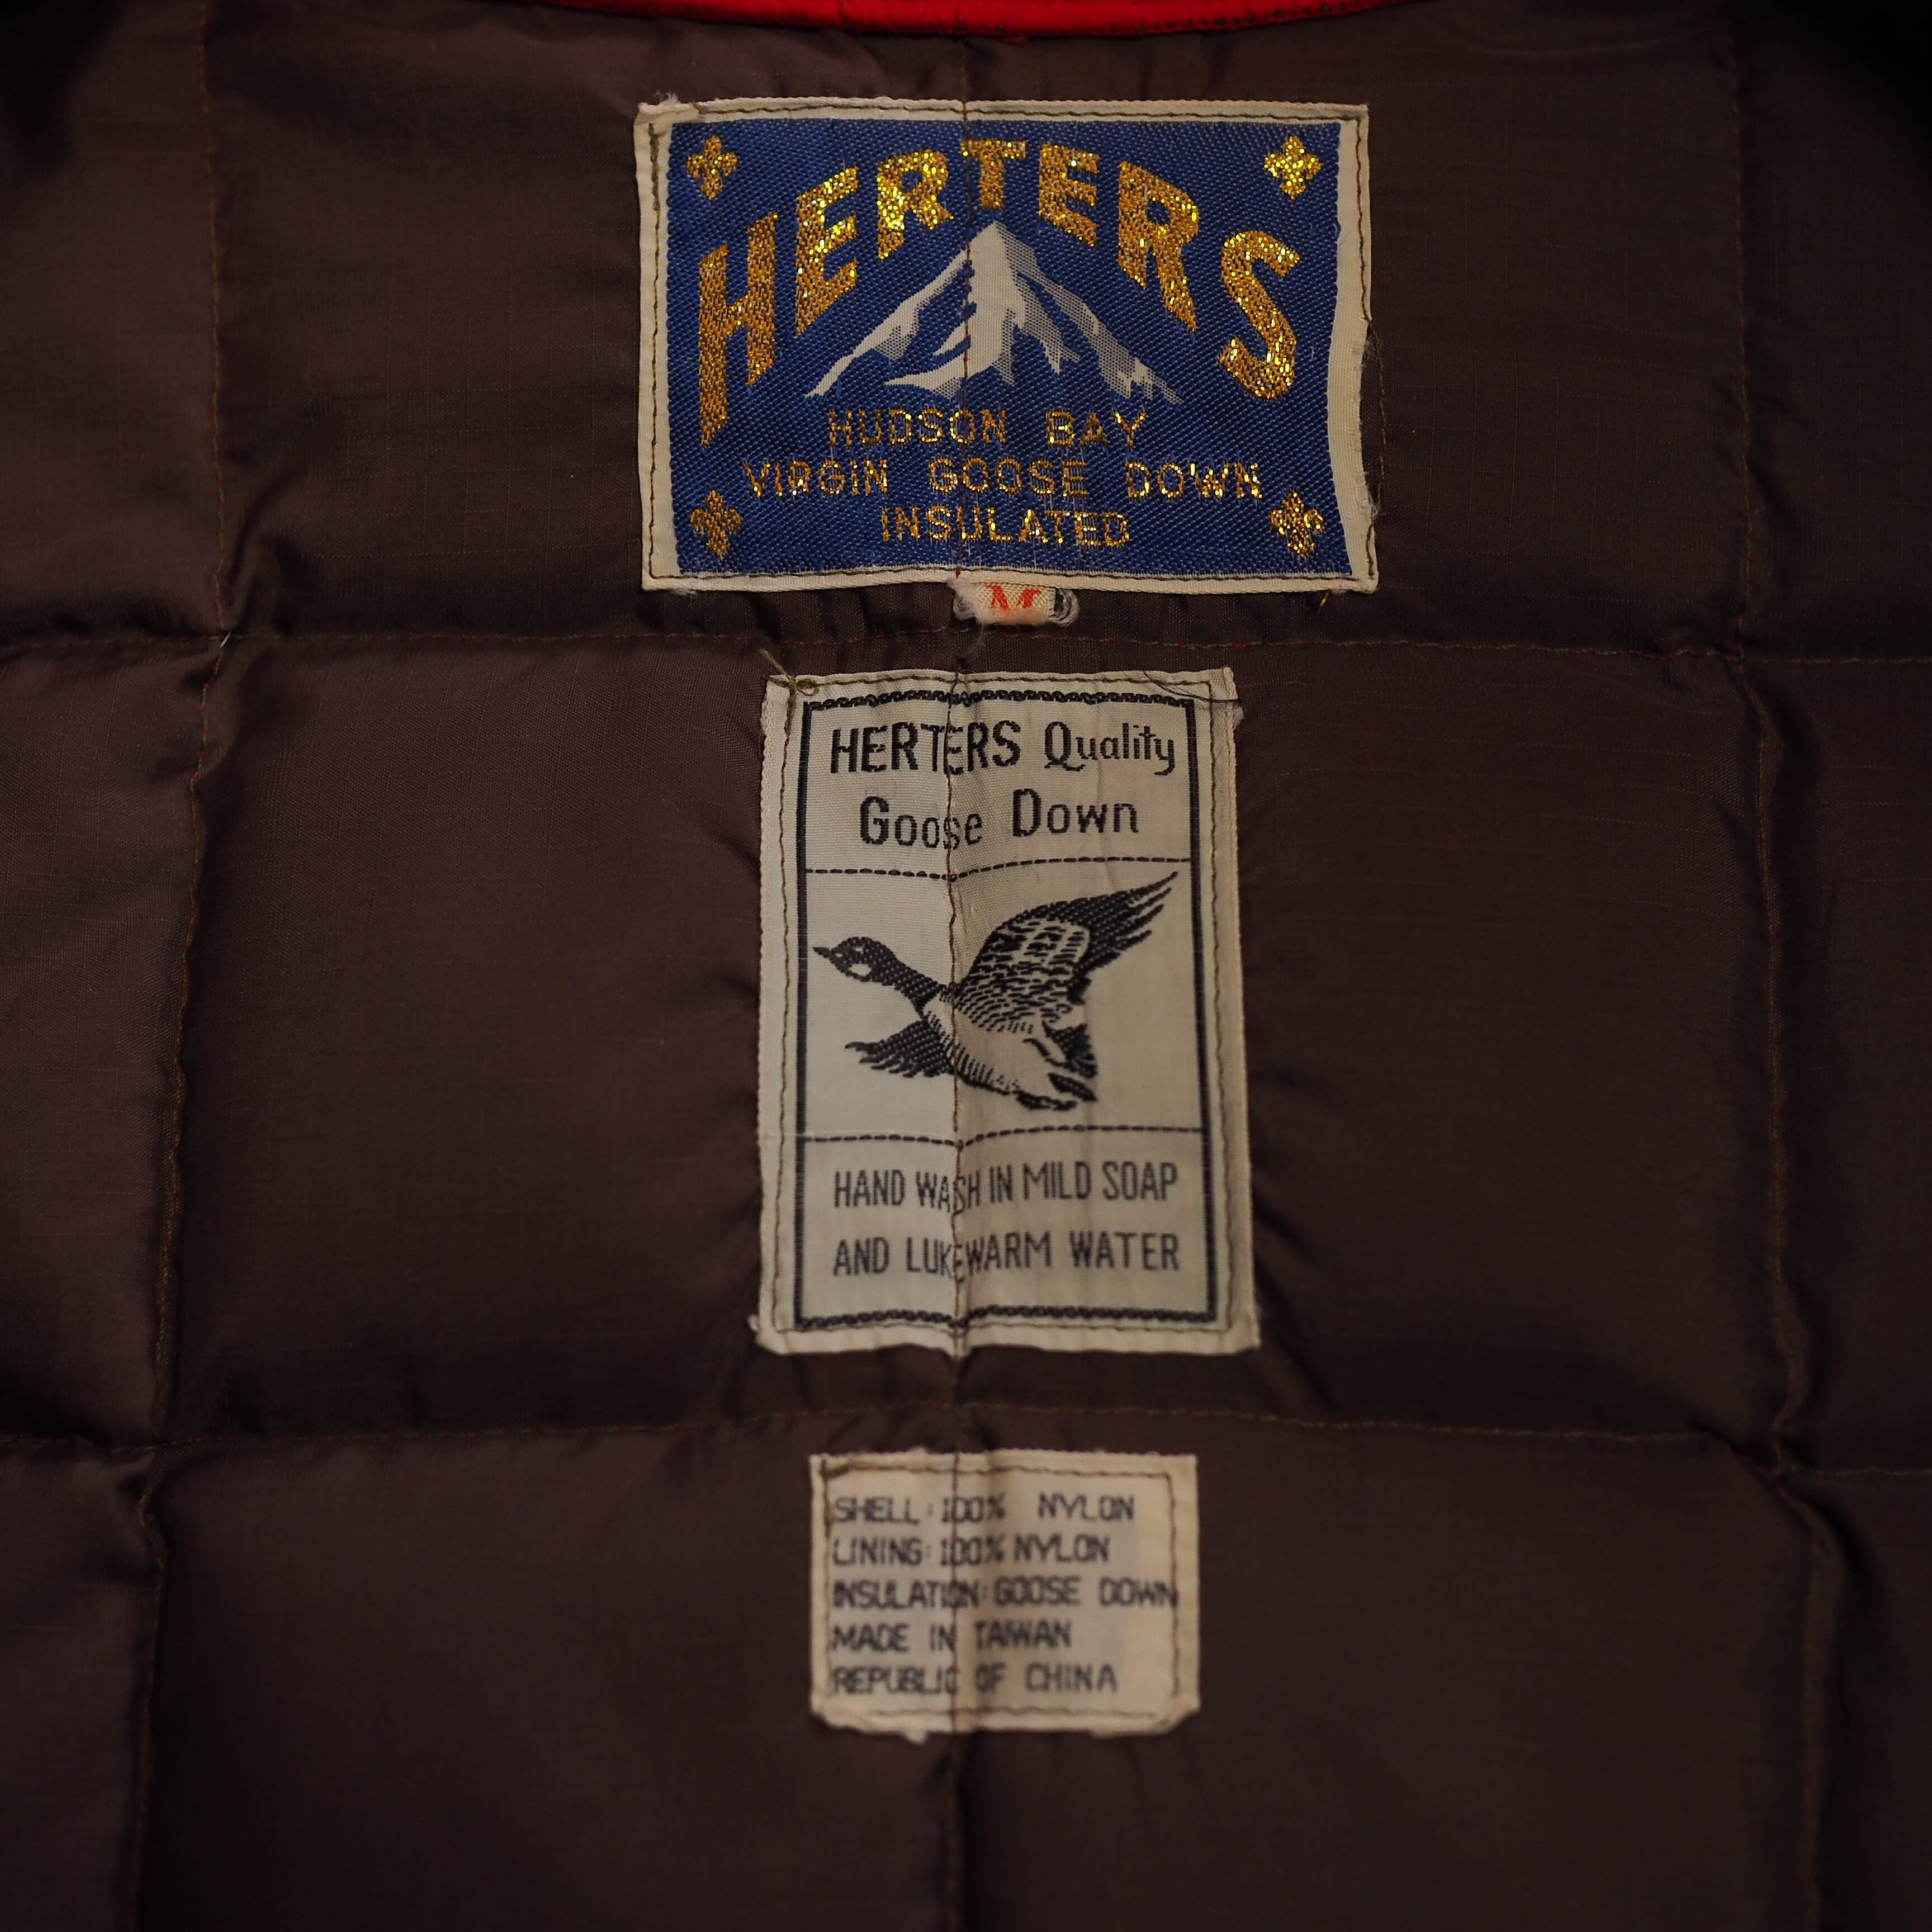 HERTERS
HUDSON BAY
VIRGIN GOOSE DOWN
INSULATED
M
HERTERS Quality
Goose Down
HAND WASH IN MILD SOAP
AND LUKEWARM WATER
SHELL: 100% NYLON
LINING: 100% NYLON
INSULATION: GOOSE DOWN
MADE IN TAIWAN
REPUBLIC OF CHINA